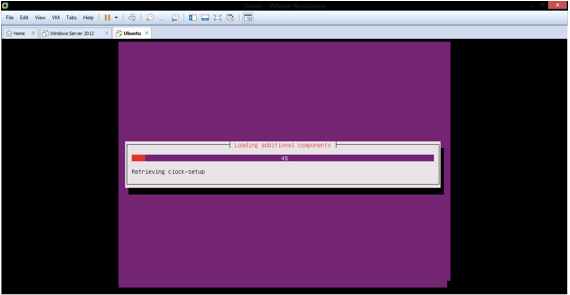 Ubuntu - VMware Workstation
File Edit View VM Tabs Help
Home Windows Server 2012 Ubuntu
Loading additional components
4%
Retrieving clock-setup